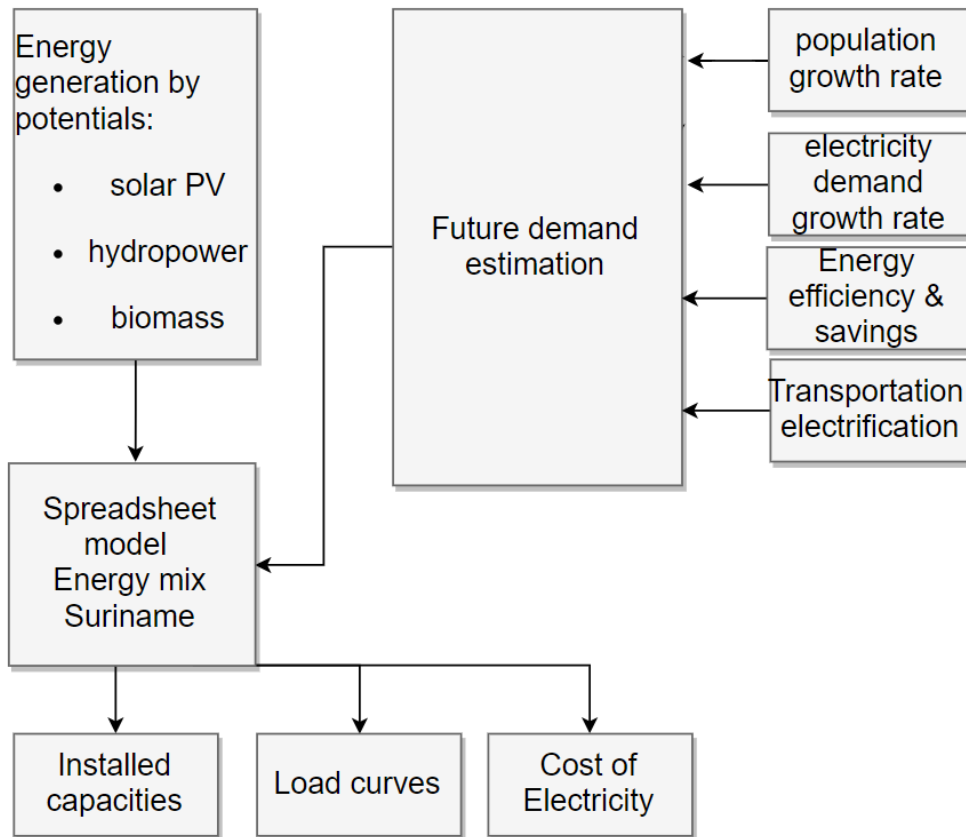 Energy
generation by
potentials:
• solar PV
• hydropower
• biomass
Future demand
estimation
population
growth rate
electricity
demand
growth rate
Energy
efficiency &
savings
Transportation
electrification
Spreadsheet
model
Energy mix
Suriname
Installed
capacities
Load curves
Cost of
Electricity